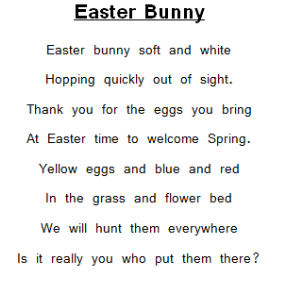 Easter Bunny
Easter bunny soft and white
Hopping quickly out of sight.
Thank you for the eggs you bring
At Easter time to welcome Spring.
Yellow eggs and blue and red
In the grass and flower bed
We will hunt them everywhere
Is it really you who put them there?